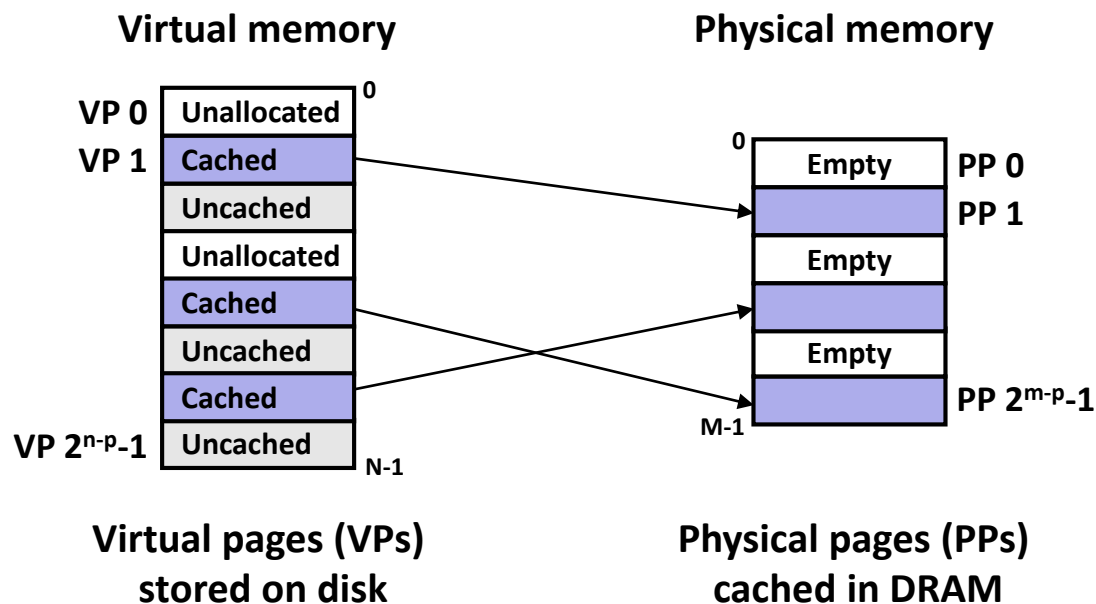 Virtual memory
Physical memory
0
VP 0
Unallocated
VP 1
Cached
Uncached
Unallocated
Cached
Uncached
Cached
VP 2ⁿ⁻ᵖ-1
Uncached
N-1
0
Empty
PP 0
PP 1
Empty
Empty
PP 2ᵐ⁻ᵖ-1
M-1
Virtual pages (VPs)
stored on disk
Physical pages (PPs)
cached in DRAM